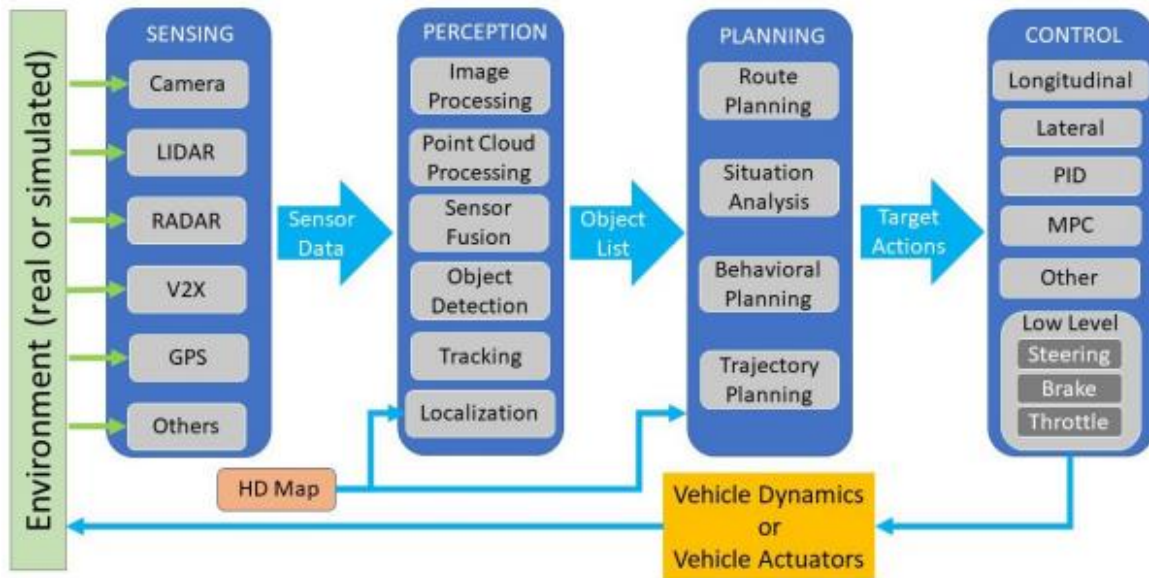 Environment (real or simulated)
SENSING
Camera
LIDAR
RADAR
V2X
GPS
Others
Sensor
Data
PERCEPTION
Image
Processing
Point Cloud
Processing
Sensor
Fusion
Object
Detection
Tracking
Localization
Object
List
PLANNING
Route
Planning
Situation
Analysis
Behavioral
Planning
Trajectory
Planning
Target
Actions
CONTROL
Longitudinal
Lateral
PID
MPC
Other
Low Level
Steering
Brake
Throttle
HD Map
Vehicle Dynamics
or
Vehicle Actuators